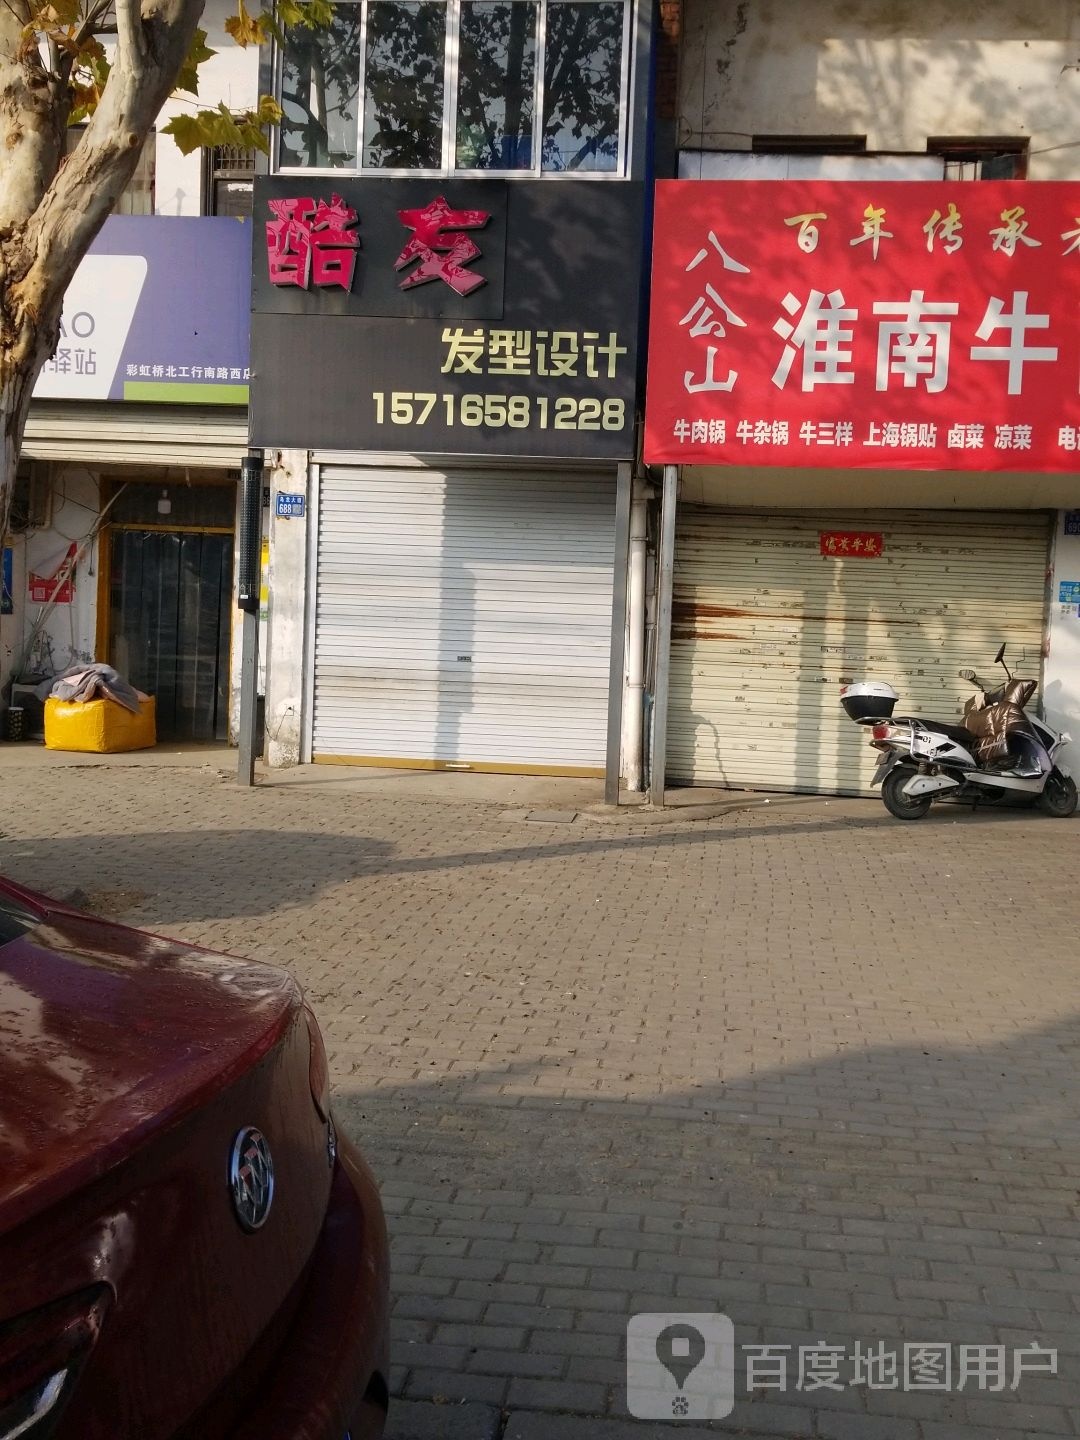 AO
驿站
彩虹桥北工行南路西店
酷友
发型设计
15716581228
百年传承
八公山
淮南牛
牛肉锅 牛杂锅 牛三样 上海锅贴 卤菜 凉菜 电
688
百度地图用户